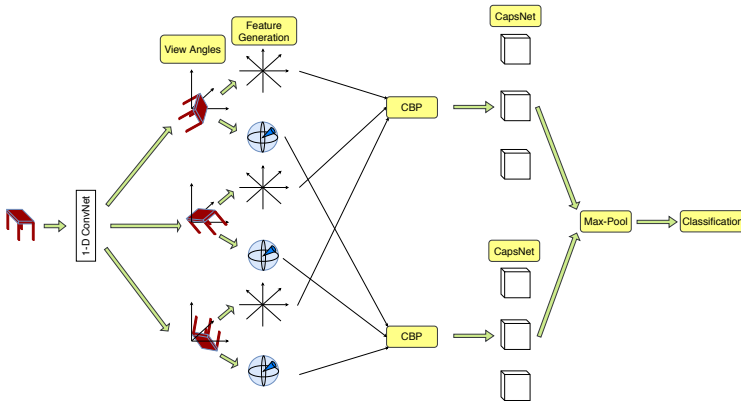 CapsNet
Feature
Generation
View Angles
CBP
1-D ConvNet
Max-Pool
Classification
CapsNet
CBP